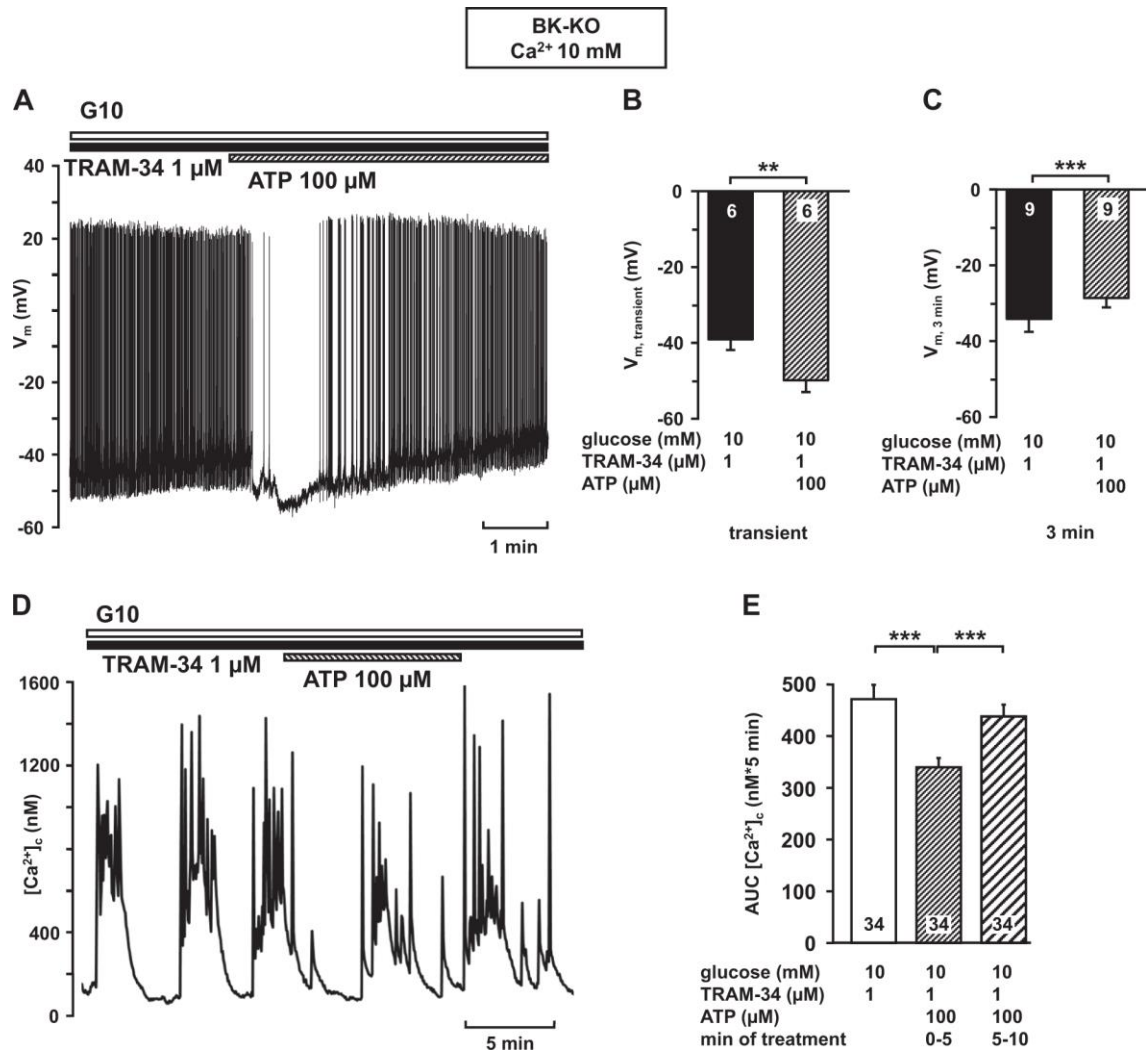 BK-KO
Ca²⁺ 10 mM
A
G10
TRAM-34 1 µM
ATP 100 µM
40
20
0
-20
-40
-60
Vₘ (mV)
1 min
B
**
0
-20
-40
-60
Vₘ, transient (mV)
6
6
glucose (mM) 10 10
TRAM-34 (µM) 1 1
ATP (µM) 100
transient
C
***
0
-20
-40
-60
Vₘ, 3 min (mV)
9
9
glucose (mM) 10 10
TRAM-34 (µM) 1 1
ATP (µM) 100
3 min
D
G10
TRAM-34 1 µM
ATP 100 µM
1600
1200
800
400
0
[Ca²⁺]c (nM)
5 min
E
*** ***
500
400
300
200
100
0
AUC [Ca²⁺]c (nM*5 min)
34 34 34
glucose (mM) 10 10 10
TRAM-34 (µM) 1 1 1
ATP (µM) 100 100
min of treatment 0-5 5-10